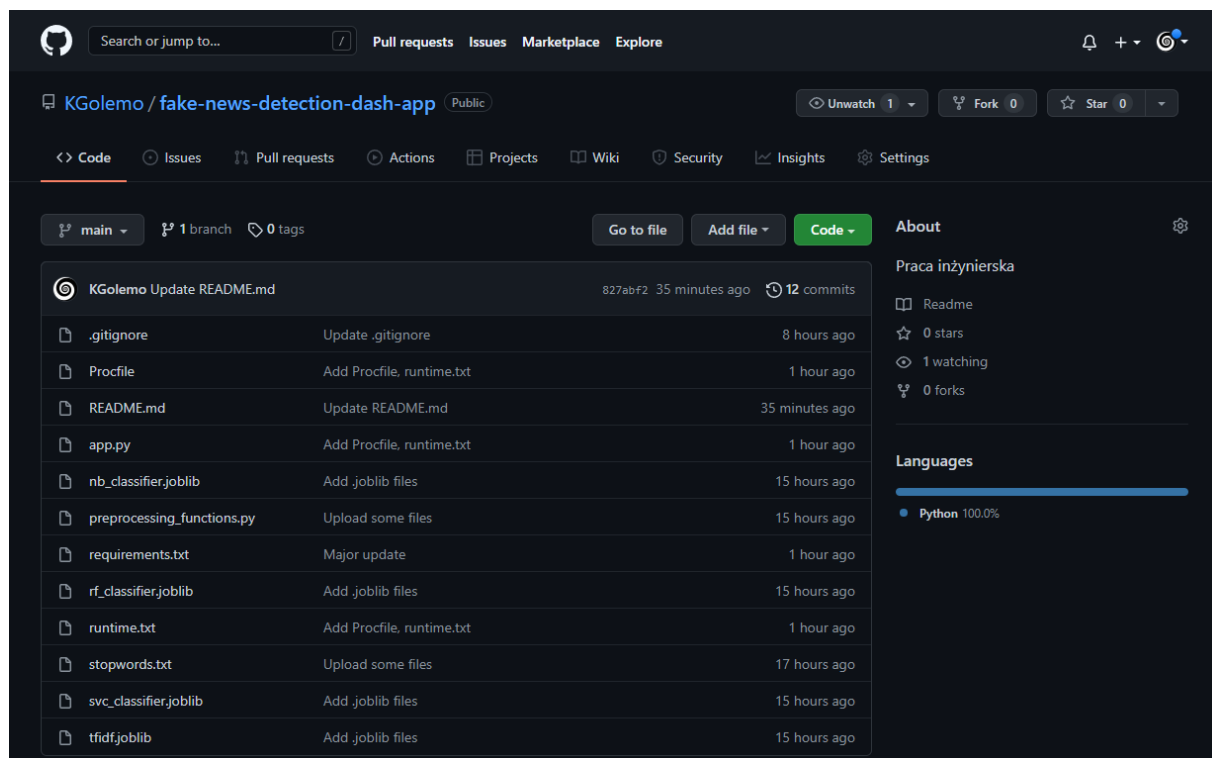 Search or jump to... / Pull requests Issues Marketplace Explore
KGolemo / fake-news-detection-dash-app Public Unwatch 1 Fork 0 Star 0
<> Code Issues Pull requests Actions Projects Wiki Security Insights Settings
main 1 branch 0 tags Go to file Add file Code
KGolemo Update README.md 827abf2 35 minutes ago 12 commits
.gitignore Update .gitignore 8 hours ago
Procfile Add Procfile, runtime.txt 1 hour ago
README.md Update README.md 35 minutes ago
app.py Add Procfile, runtime.txt 1 hour ago
nb_classifier.joblib Add .joblib files 15 hours ago
preprocessing_functions.py Upload some files 15 hours ago
requirements.txt Major update 1 hour ago
rf_classifier.joblib Add .joblib files 15 hours ago
runtime.txt Add Procfile, runtime.txt 1 hour ago
stopwords.txt Upload some files 17 hours ago
svc_classifier.joblib Add .joblib files 15 hours ago
tfidf.joblib Add .joblib files 15 hours ago
About
Praca inżynierska
Readme
0 stars
1 watching
0 forks
Languages
Python 100.0%